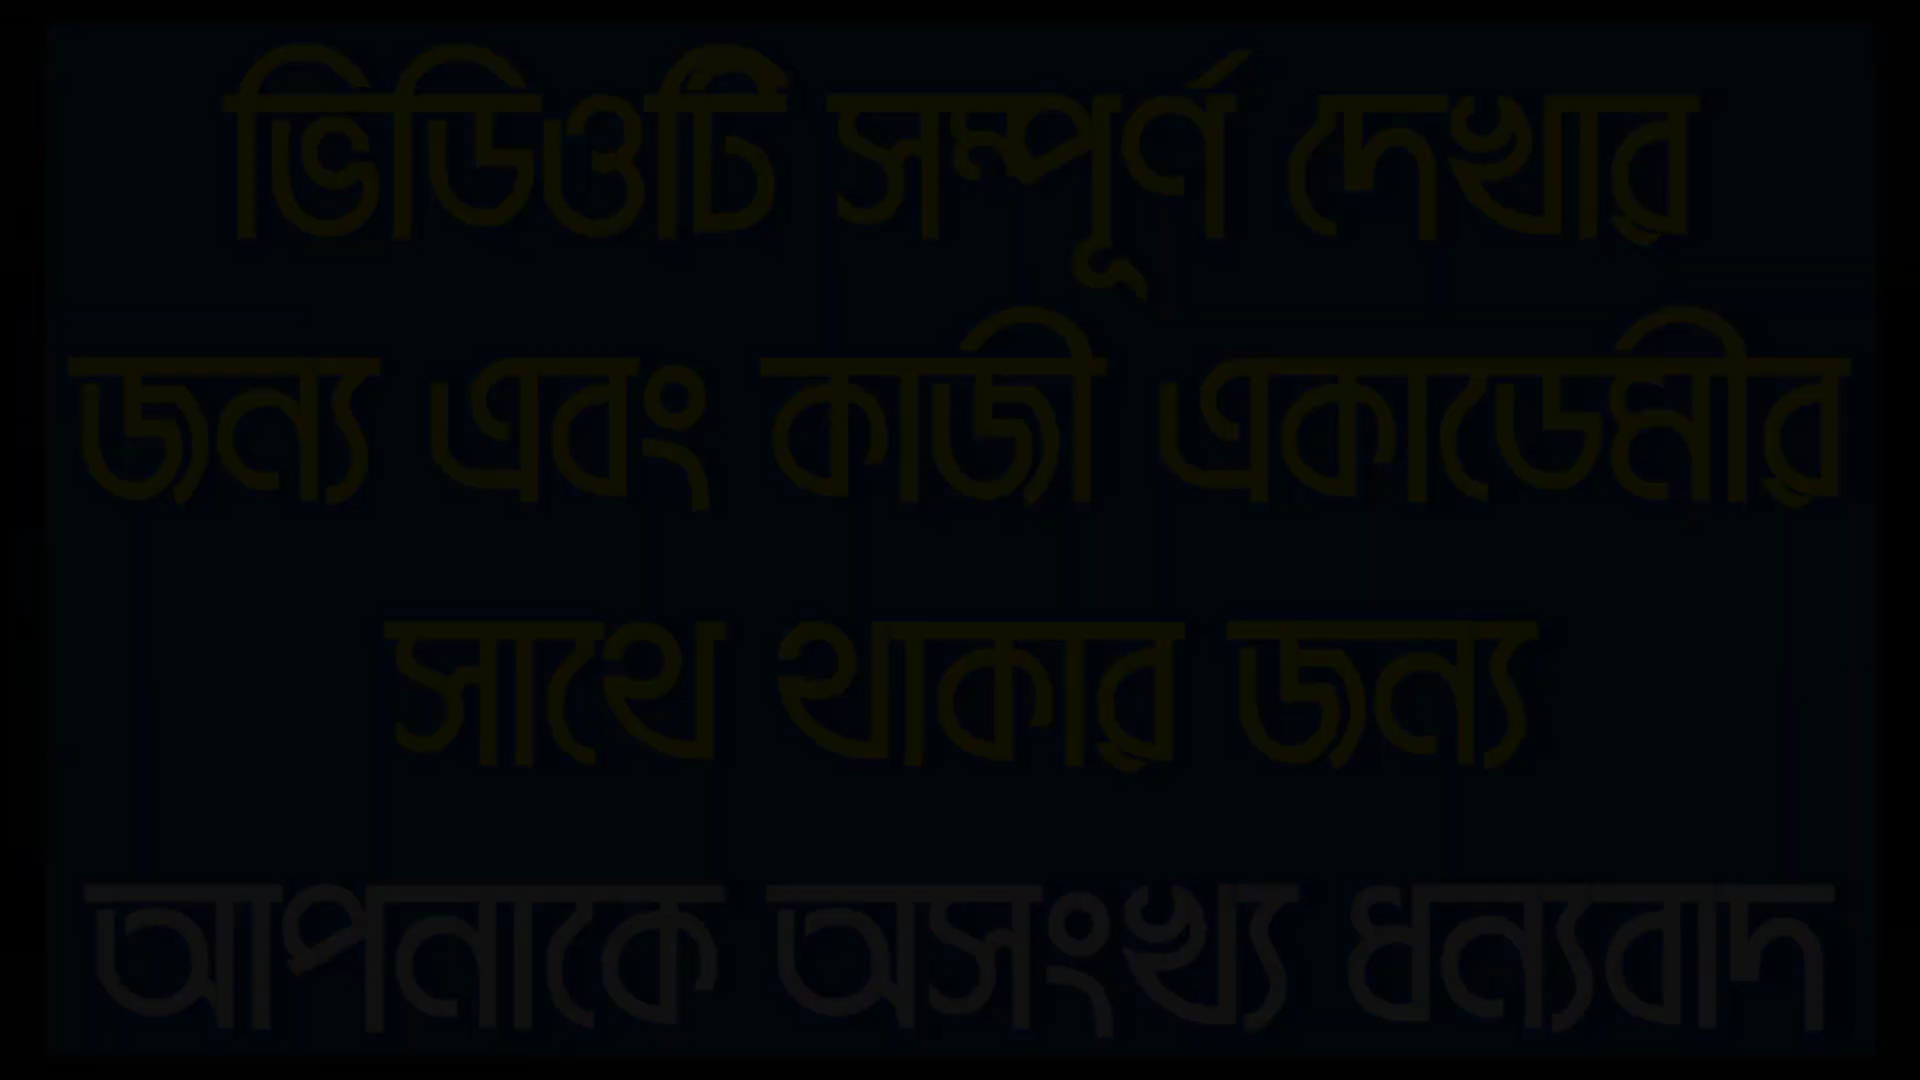 ভিডিওটি সম্পূর্ণ দেখার
জন্য এবং কাজী একাডেমীর
সাথে থাকার জন্য
আপনাকে অসংখ্য ধন্যবাদ